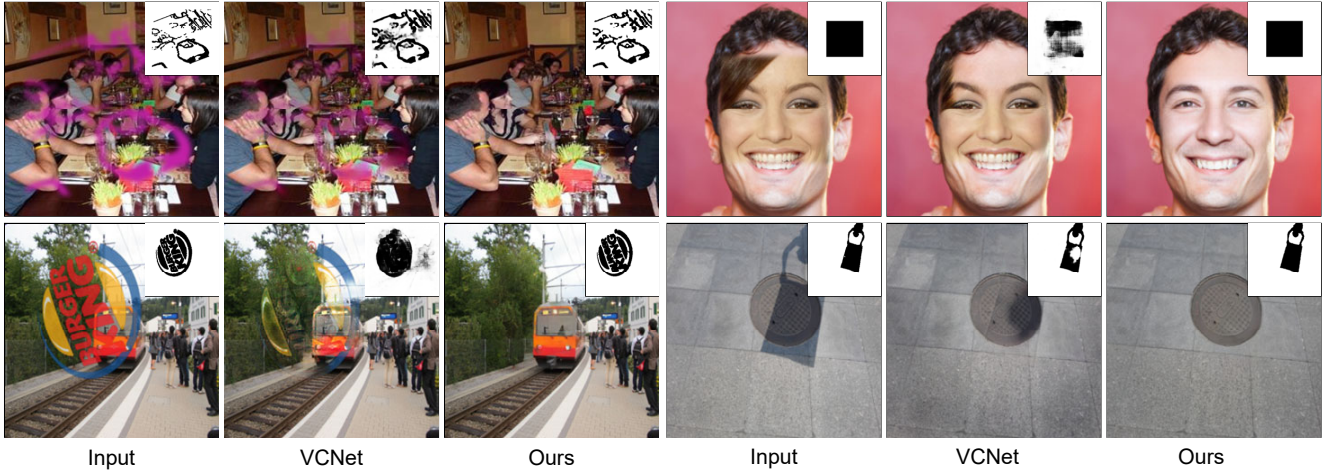 BURGER
KING
Input
VCNet
Ours
Input
VCNet
Ours